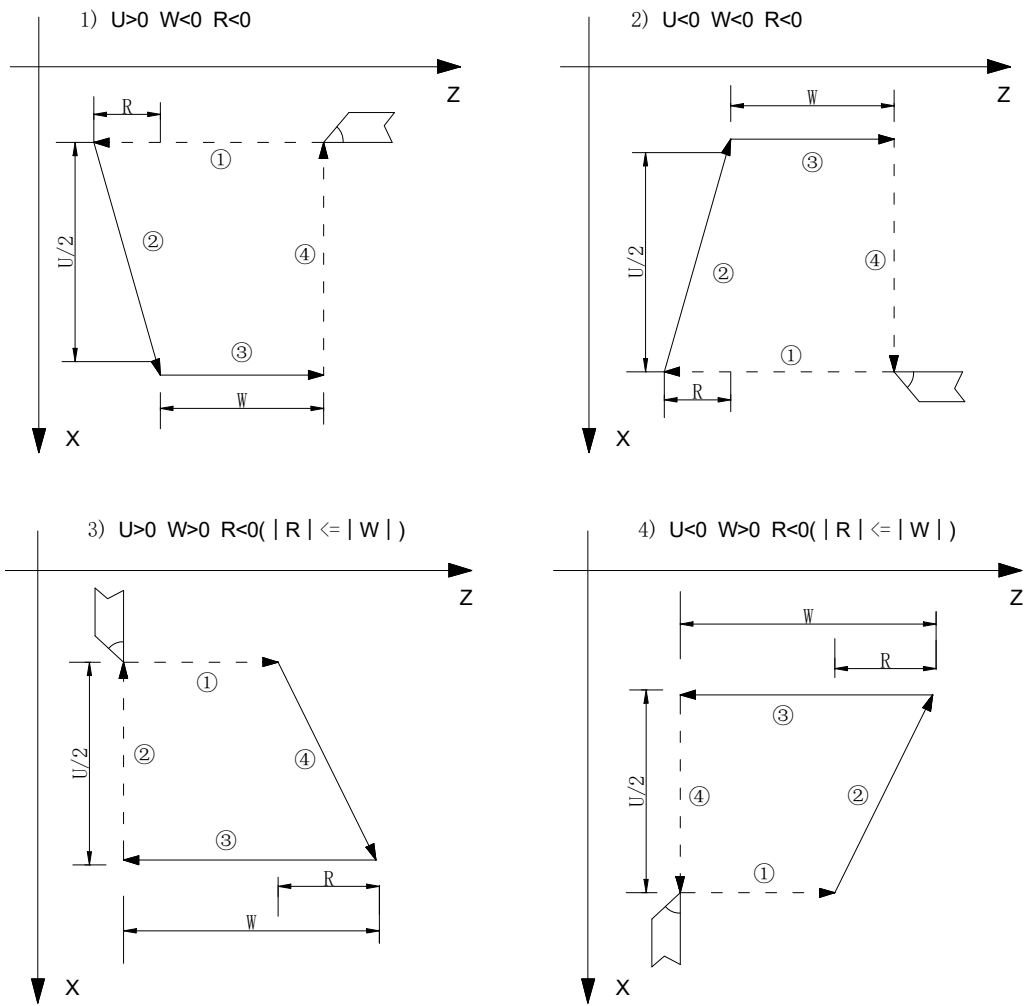 1) U>0 W<0 R<0
Z
R
①
U/2
②
④
③
W
X
2) U<0 W<0 R<0
Z
W
③
U/2
②
④
①
R
X
3) U>0 W>0 R<0( | R | <= | W | )
Z
①
U/2
②
④
③
R
W
X
4) U<0 W>0 R<0( | R | <= | W | )
Z
W
R
③
U/2
④
②
①
X